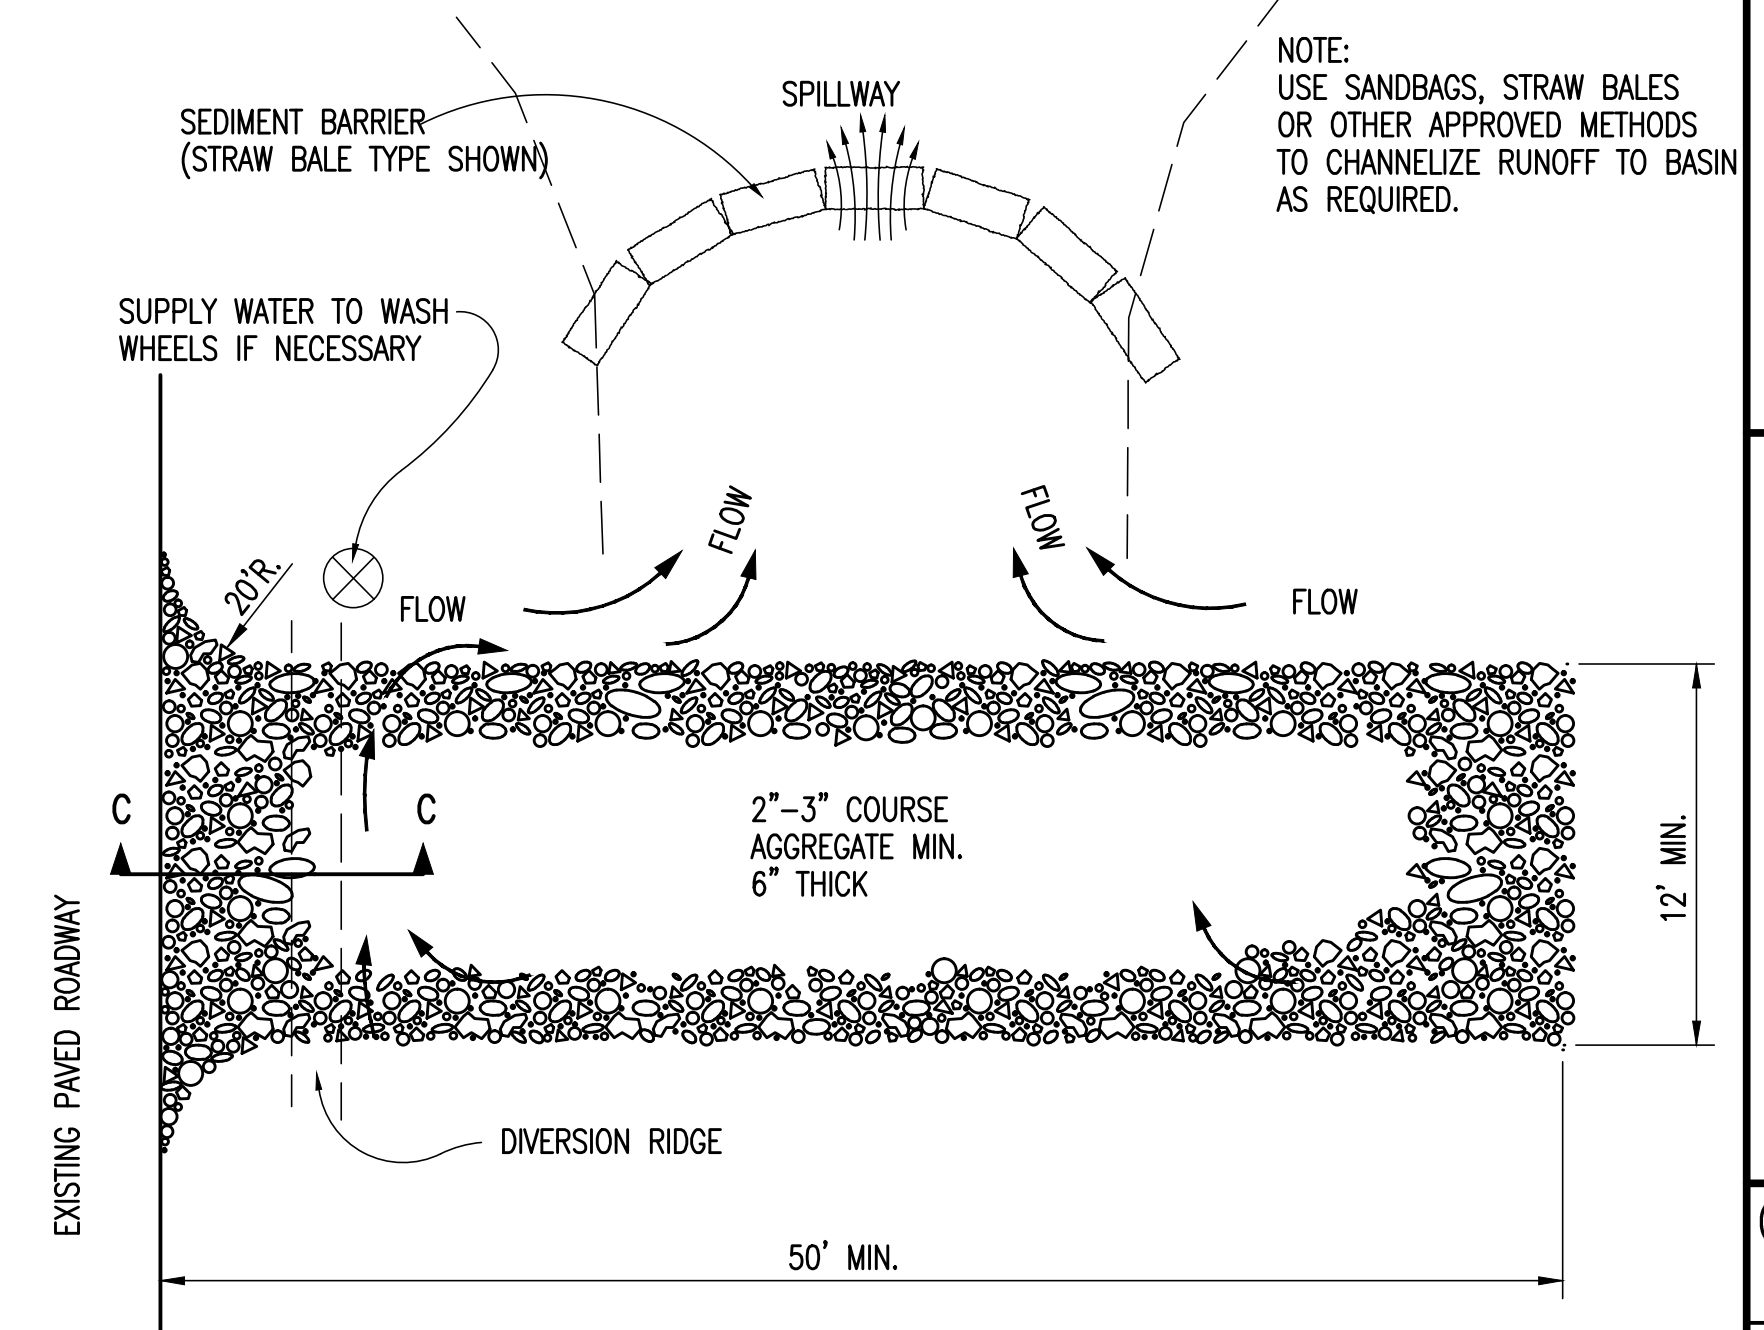 NOTE:
USE SANDBAGS, STRAW BALES
OR OTHER APPROVED METHODS
TO CHANNELIZE RUNOFF TO BASIN
AS REQUIRED.
SPILLWAY
SEDIMENT BARRIER
(STRAW BALE TYPE SHOWN)
SUPPLY WATER TO WASH
WHEELS IF NECESSARY
FLOW
FLOW
20'R.
FLOW
FLOW
C
C
2"-3" COURSE
AGGREGATE MIN.
6" THICK
12' MIN.
EXISTING PAVED ROADWAY
DIVERSION RIDGE
50' MIN.